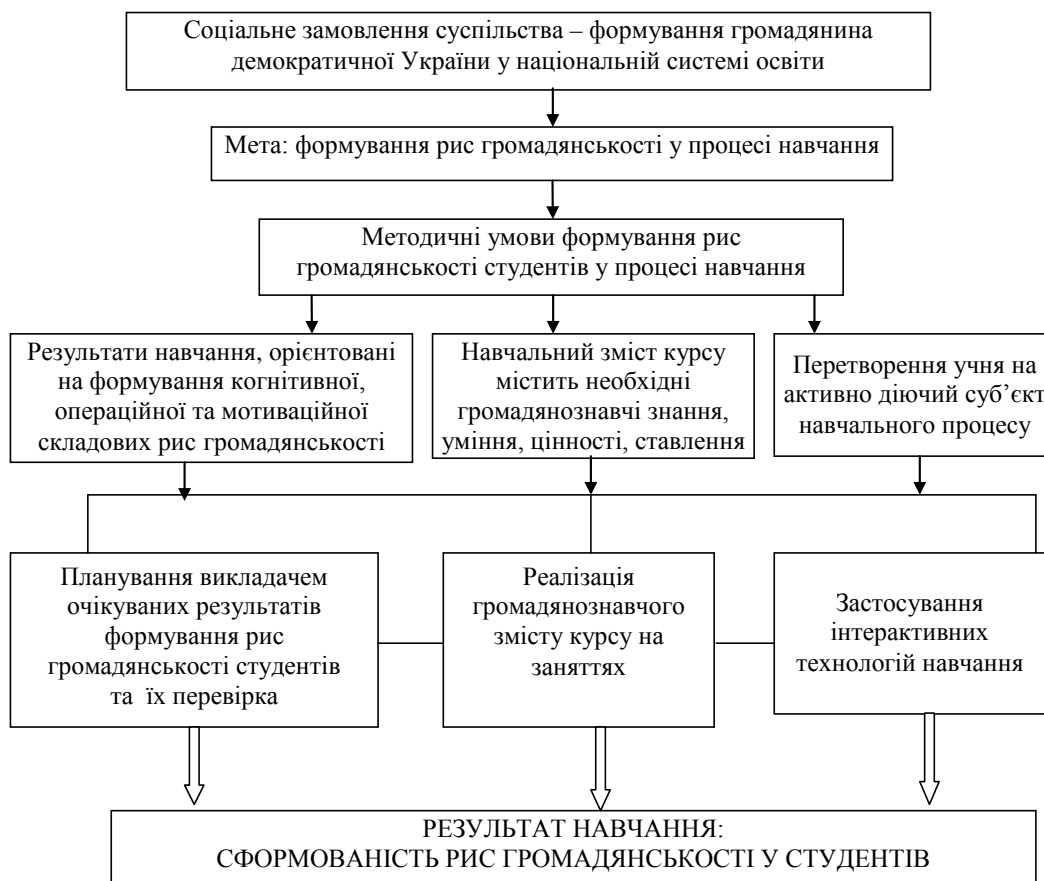 Соціальне замовлення суспільства – формування громадянина
демократичної України у національній системі освіти
Мета: формування рис громадянськості у процесі навчання
Методичні умови формування рис
громадянськості студентів у процесі навчання
Результати навчання, орієнтовані
на формування когнітивної,
операційної та мотиваційної
складових рис громадянськості
Навчальний зміст курсу
містить необхідні
громадянознавчі знання,
уміння, цінності, ставлення
Перетворення учня на
активно діючий суб’єкт
навчального процесу
Планування викладачем
очікуваних результатів
формування рис
громадянськості студентів
та їх перевірка
Реалізація
громадянознавчого
змісту курсу на
заняттях
Застосування
інтерактивних
технологій навчання
РЕЗУЛЬТАТ НАВЧАННЯ:
СФОРМОВАНІСТЬ РИС ГРОМАДЯНСЬКОСТІ У СТУДЕНТІВ